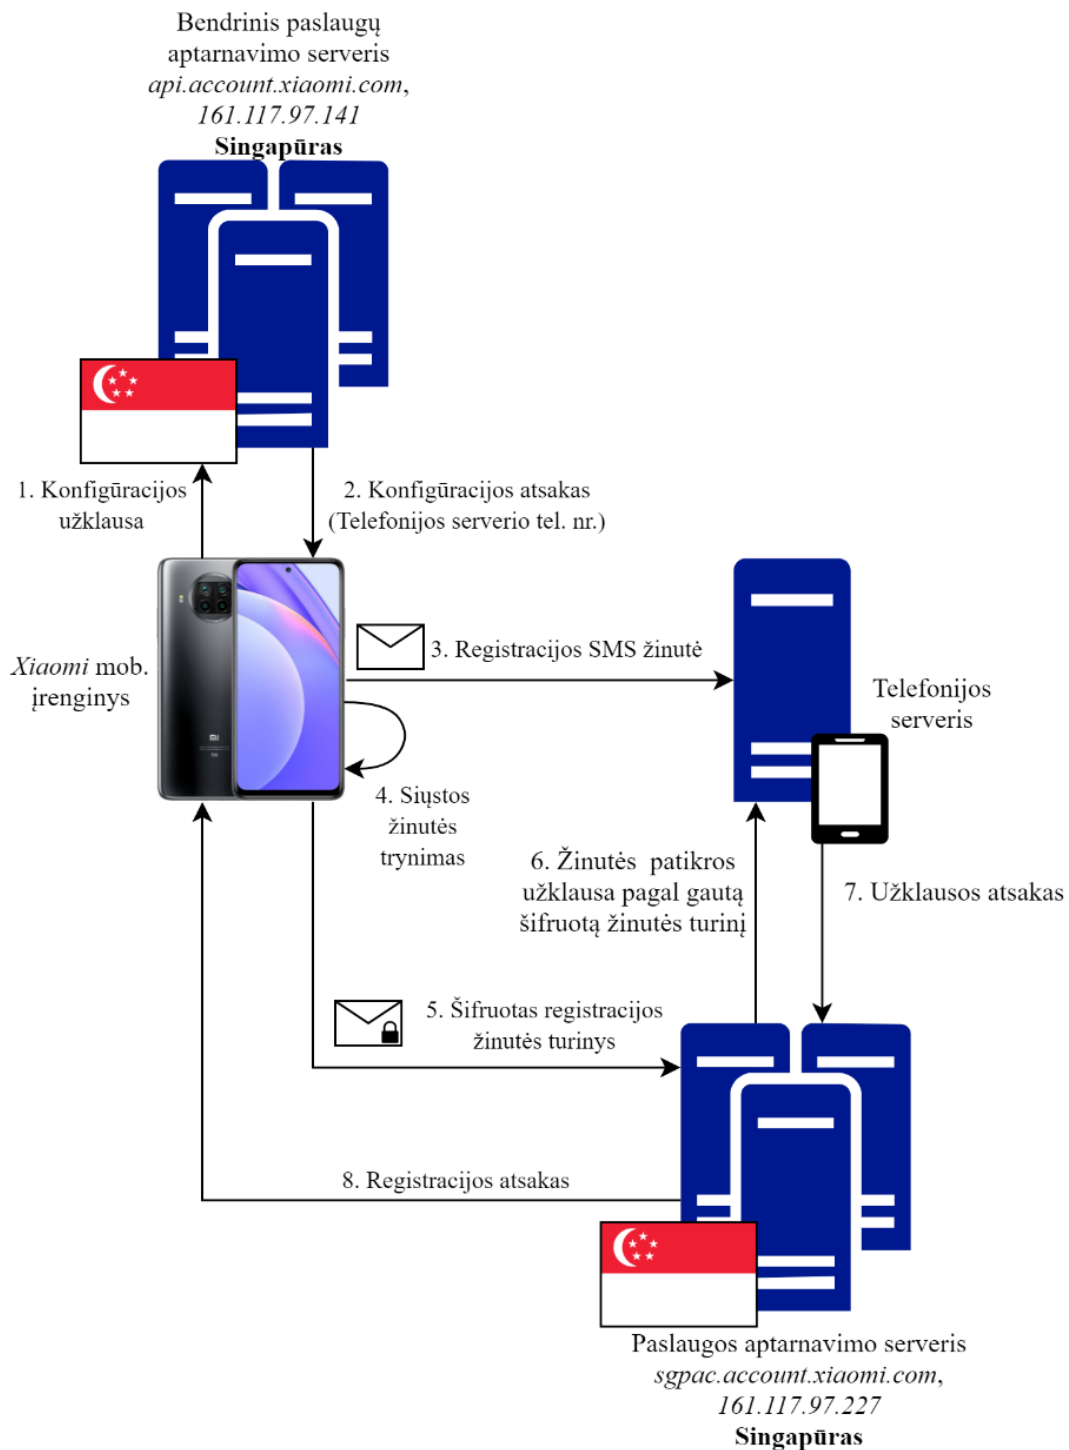 Bendrinis paslaugų
aptarnavimo serveris
api.account.xiaomi.com,
161.117.97.141
Singapūras
1. Konfigūracijos
užklausa
2. Konfigūracijos atsakas
(Telefonijos serverio tel. nr.)
Xiaomi mob.
įrenginys
mi
3. Registracijos SMS žinutė
Telefonijos
serveris
4. Siųstos
žinutės
trynimas
6. Žinutės patikros
užklausa pagal gautą
šifruotą žinutės turinį
7. Užklausos atsakas
5. Šifruotas registracijos
žinutės turinys
8. Registracijos atsakas
Paslaugos aptarnavimo serveris
sgpac.account.xiaomi.com,
161.117.97.227
Singapūras